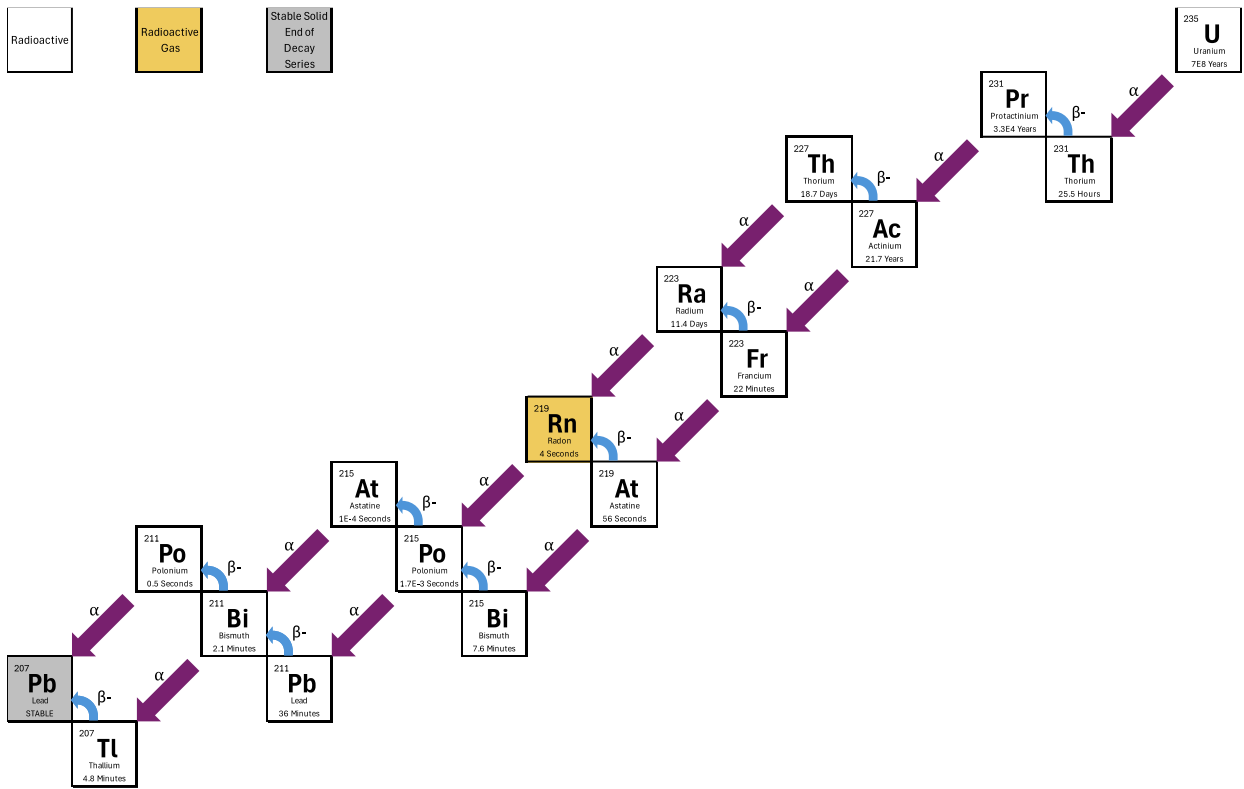 Radioactive
Radioactive
Gas
Stable Solid
End of
Decay
Series
235
U
Uranium
7E8 Years
α
231
Pr
Protactinium
3.3E4 Years
β-
231
Th
Thorium
25.5 Hours
α
227
Th
Thorium
18.7 Days
β-
227
Ac
Actinium
21.7 Years
α
α
223
Ra
Radium
11.4 Days
β-
223
Fr
Francium
22 Minutes
α
α
219
Rn
Radon
4 Seconds
β-
219
At
Astatine
56 Seconds
α
α
215
At
Astatine
1E-4 Seconds
β-
215
Po
Polonium
1.7E-3 Seconds
β-
215
Bi
Bismuth
7.6 Minutes
α
α
211
Po
Polonium
0.5 Seconds
β-
211
Bi
Bismuth
2.1 Minutes
β-
211
Pb
Lead
36 Minutes
α
α
207
Pb
Lead
STABLE
β-
207
Tl
Thallium
4.8 Minutes